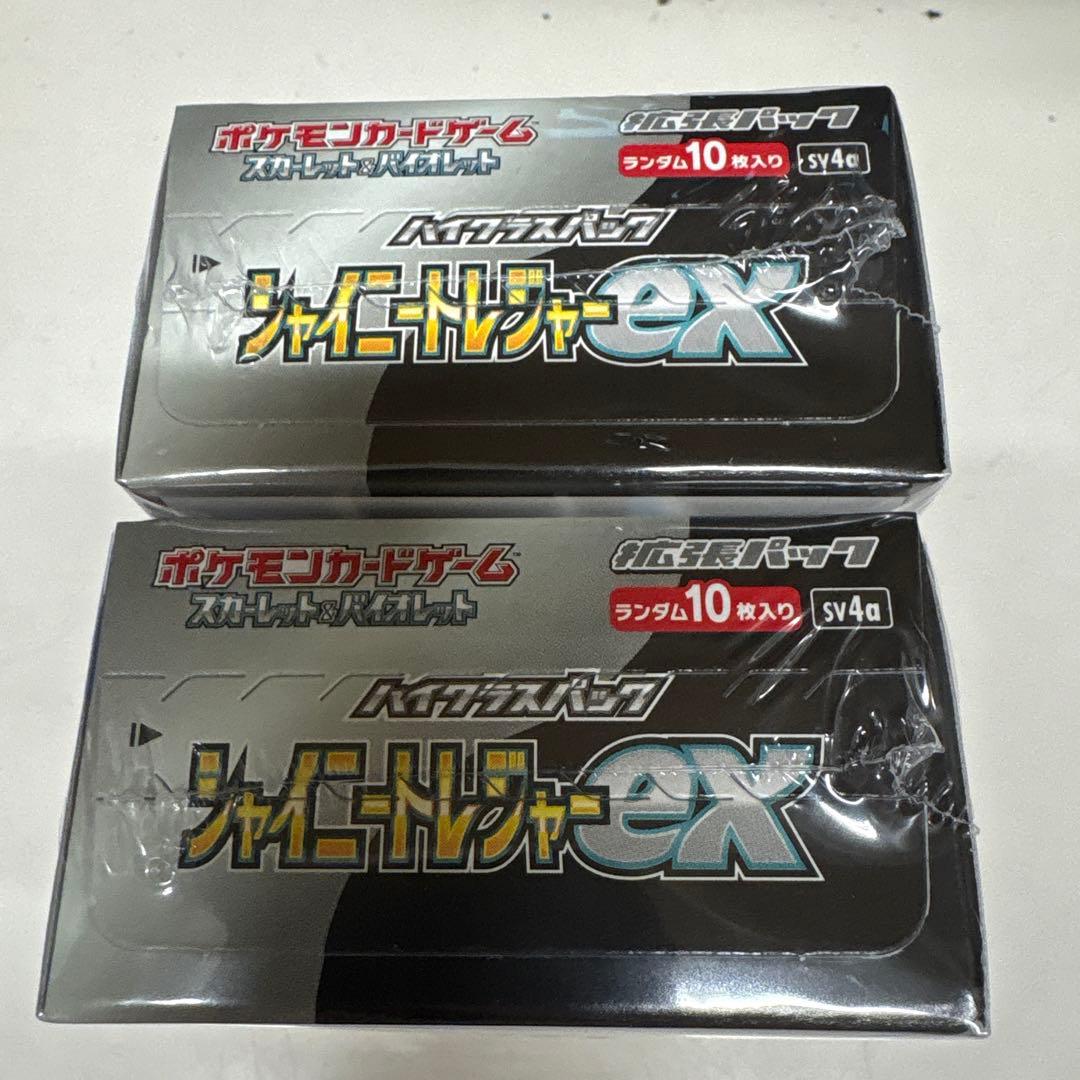 ポケモンカードゲーム™
スカーレット&バイオレット
拡張パック
ランダム10枚入り
sv4a
ハイクラスパック
シャイニートレジャーex
ポケモンカードゲーム™
スカーレット&バイオレット
拡張パック
ランダム10枚入り
sv4a
ハイクラスパック
シャイニートレジャーex